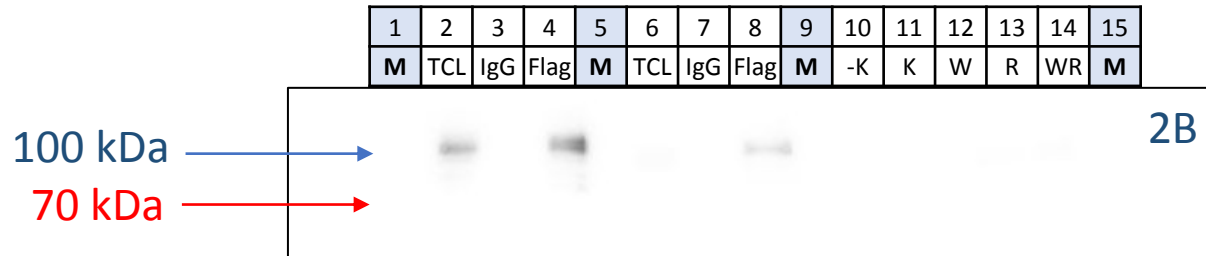 1 2 3 4 5 6 7 8 9 10 11 12 13 14 15
M TCL IgG Flag M TCL IgG Flag M -K K W R WR M
2B
100 kDa
70 kDa